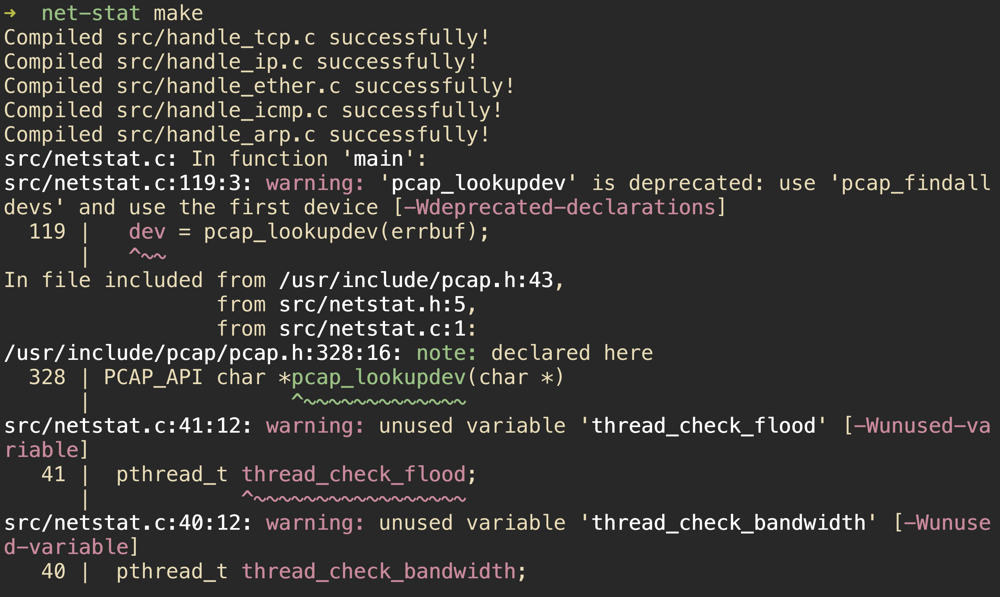 ➜  net-stat make
Compiled src/handle_tcp.c successfully!
Compiled src/handle_ip.c successfully!
Compiled src/handle_ether.c successfully!
Compiled src/handle_icmp.c successfully!
Compiled src/handle_arp.c successfully!
src/netstat.c: In function 'main':
src/netstat.c:119:3: warning: 'pcap_lookupdev' is deprecated: use 'pcap_findall
devs' and use the first device [-Wdeprecated-declarations]
  119 |   dev = pcap_lookupdev(errbuf);
      |   ^~~
In file included from /usr/include/pcap.h:43,
                 from src/netstat.h:5,
                 from src/netstat.c:1:
/usr/include/pcap/pcap.h:328:16: note: declared here
  328 | PCAP_API char *pcap_lookupdev(char *)
      |                ^~~~~~~~~~~~~~
src/netstat.c:41:12: warning: unused variable 'thread_check_flood' [-Wunused-va
riable]
   41 |  pthread_t thread_check_flood;
      |            ^~~~~~~~~~~~~~~~~~
src/netstat.c:40:12: warning: unused variable 'thread_check_bandwidth' [-Wunuse
d-variable]
   40 |  pthread_t thread_check_bandwidth;